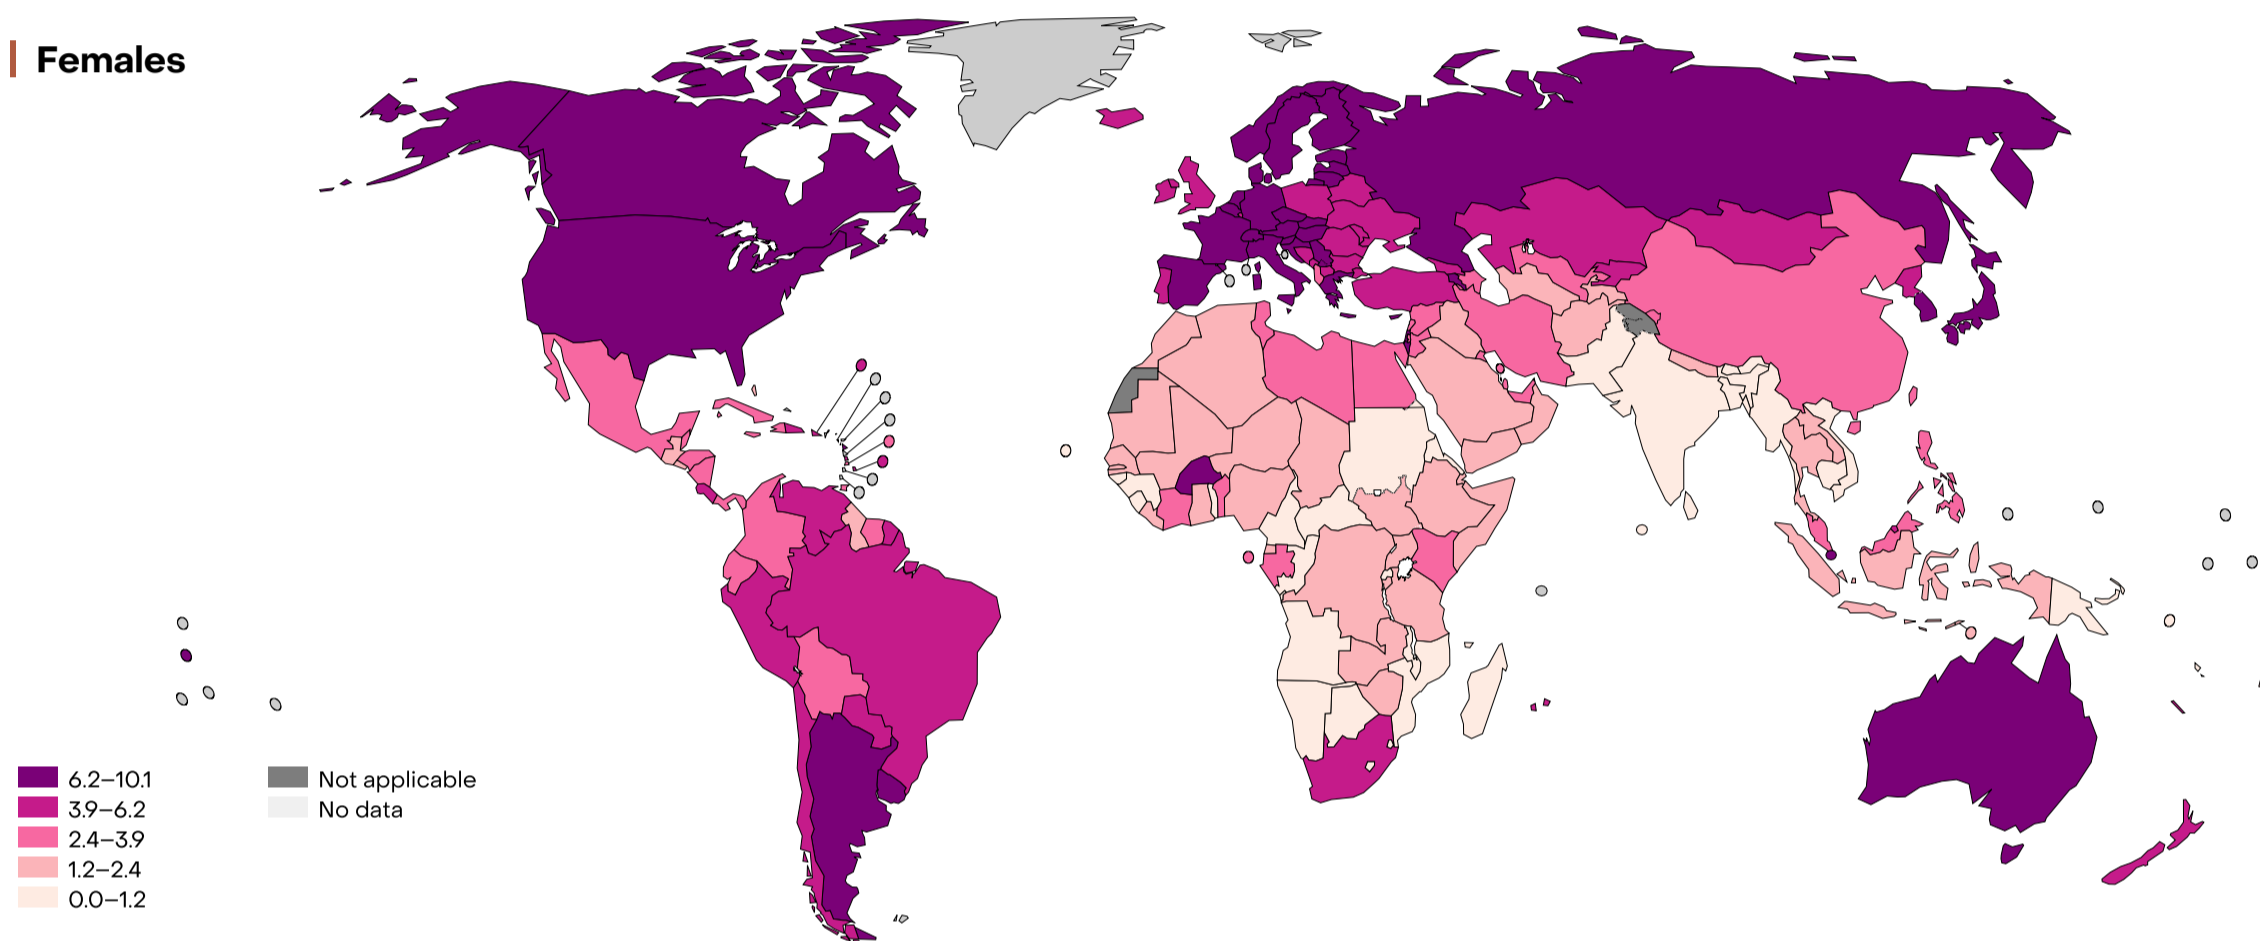 Females
6.2–10.1
3.9–6.2
2.4–3.9
1.2–2.4
0.0–1.2
Not applicable
No data